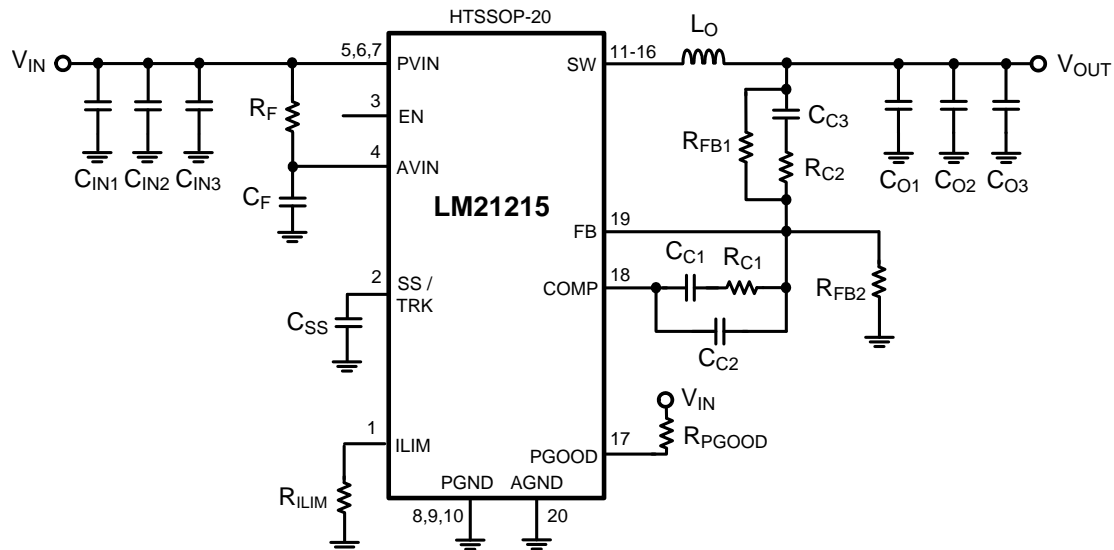 HTSSOP-20
V_IN
5,6,7
PVIN
SW
11-16
L_O
V_OUT
C_IN1
C_IN2
C_IN3
R_F
3
EN
4
AVIN
C_F
LM21215
R_FB1
C_C3
R_C2
C_O1
C_O2
C_O3
FB
19
C_C1
R_C1
COMP
18
R_FB2
C_C2
2
SS /
TRK
C_SS
V_IN
R_PGOOD
17
PGOOD
1
ILIM
R_ILIM
PGND
AGND
8,9,10
20